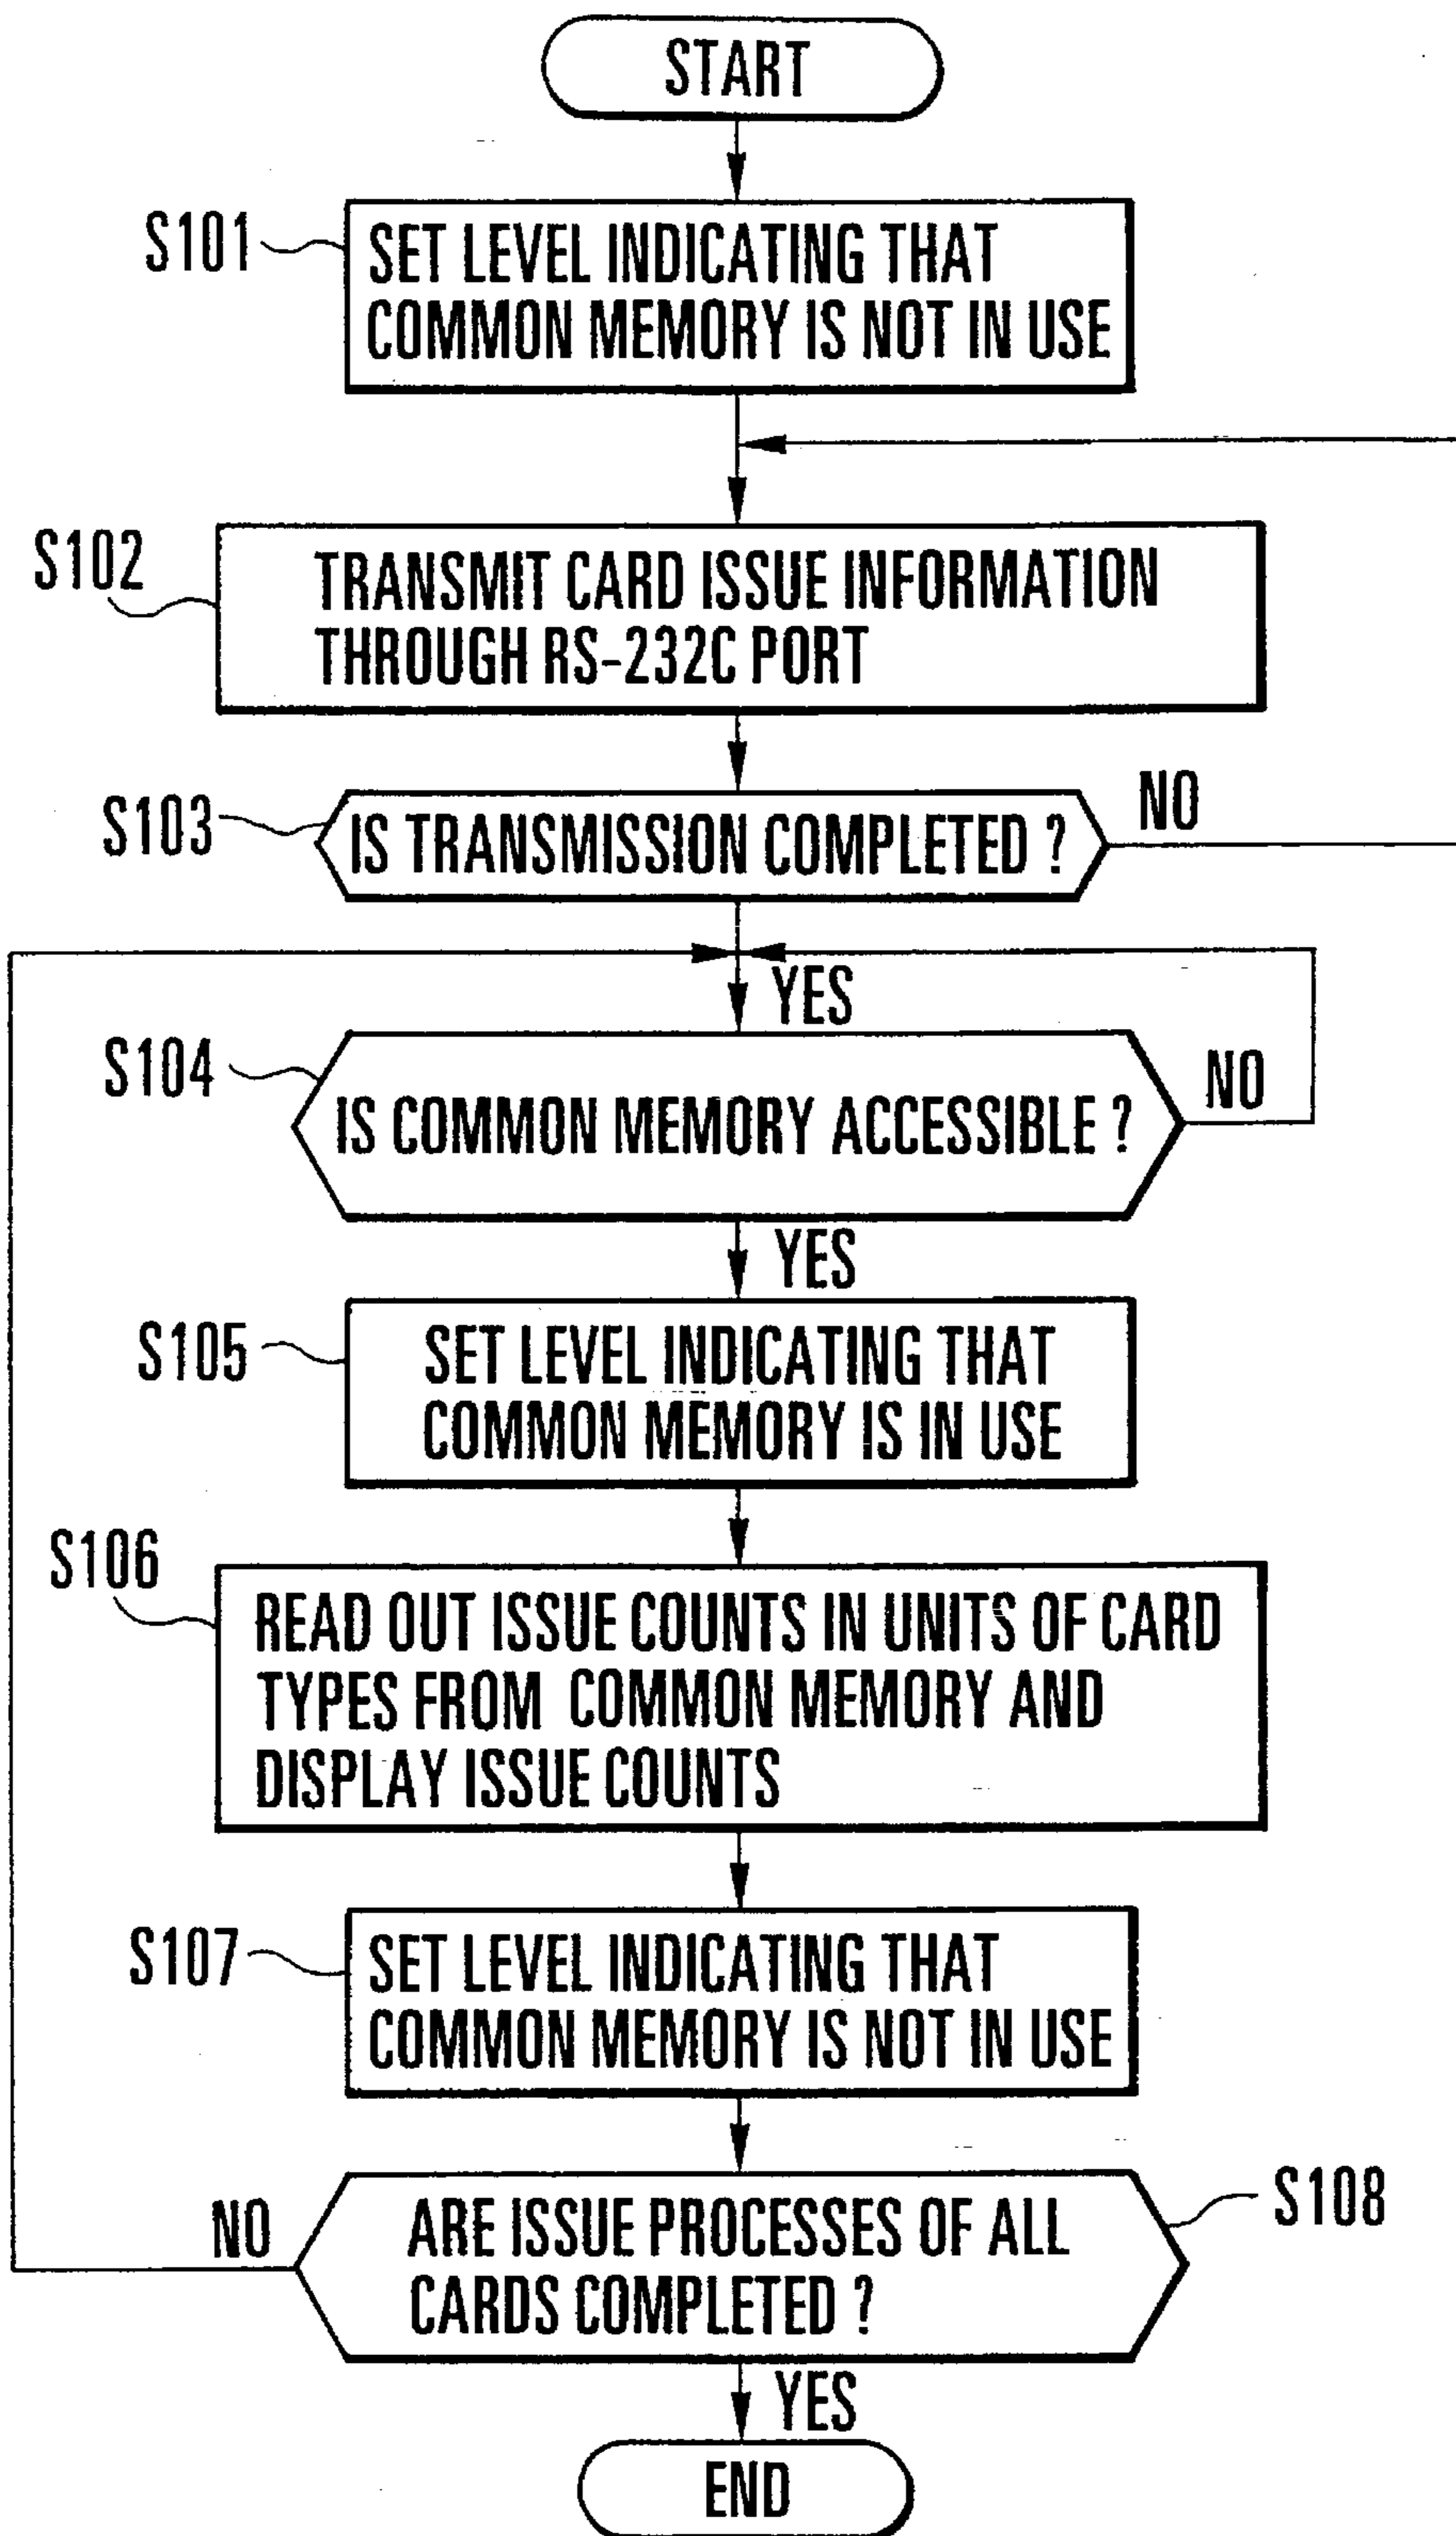 START
S101
SET LEVEL INDICATING THAT
COMMON MEMORY IS NOT IN USE
S102
TRANSMIT CARD ISSUE INFORMATION
THROUGH RS-232C PORT
S103
IS TRANSMISSION COMPLETED ?
NO
YES
S104
IS COMMON MEMORY ACCESSIBLE ?
NO
YES
S105
SET LEVEL INDICATING THAT
COMMON MEMORY IS IN USE
S106
READ OUT ISSUE COUNTS IN UNITS OF CARD
TYPES FROM COMMON MEMORY AND
DISPLAY ISSUE COUNTS
S107
SET LEVEL INDICATING THAT
COMMON MEMORY IS NOT IN USE
S108
NO
ARE ISSUE PROCESSES OF ALL
CARDS COMPLETED ?
YES
END